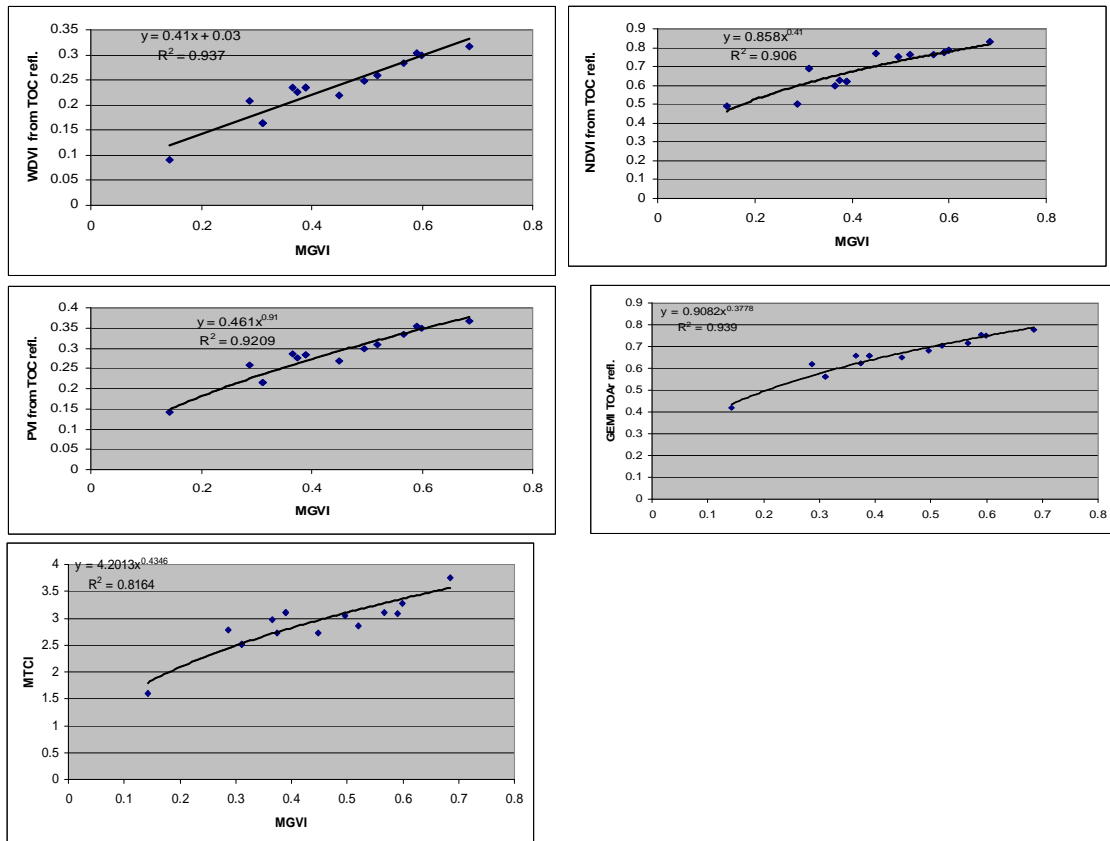 y = 0.41x + 0.03
R² = 0.937
0.35
0.3
0.25
0.2
0.15
0.1
0.05
0
0 0.2 0.4 0.6 0.8
MGVI
WDVI from TOC refl.
y = 0.858x^0.41
R² = 0.906
0.9
0.8
0.7
0.6
0.5
0.4
0.3
0.2
0.1
0
0 0.2 0.4 0.6 0.8
MGVI
NDVI from TOC refl.
y = 0.461x^0.91
R² = 0.9209
0.4
0.35
0.3
0.25
0.2
0.15
0.1
0.05
0
0 0.2 0.4 0.6 0.8
MGVI
PVI from TOC refl.
y = 0.9082x^0.3778
R² = 0.939
0.9
0.8
0.7
0.6
0.5
0.4
0.3
0.2
0.1
0
0 0.1 0.2 0.3 0.4 0.5 0.6 0.7 0.8
GEMI TOAr refl.
y = 4.2013x^0.4346
R² = 0.8164
4
3.5
3
2.5
2
1.5
1
0.5
0
0 0.1 0.2 0.3 0.4 0.5 0.6 0.7 0.8
MGVI
MTCI